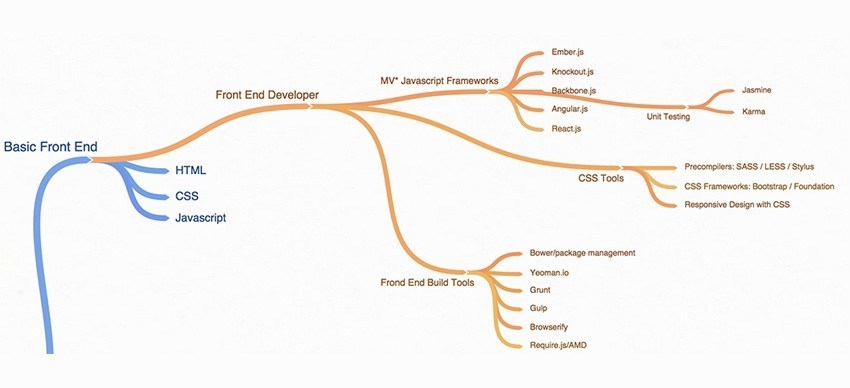 Basic Front End
HTML
CSS
Javascript
Front End Developer
MV* Javascript Frameworks
Ember.js
Knockout.js
Backbone.js
Angular.js
React.js
Unit Testing
Jasmine
Karma
CSS Tools
Precompilers: SASS / LESS / Stylus
CSS Frameworks: Bootstrap / Foundation
Responsive Design with CSS
Frond End Build Tools
Bower/package management
Yeoman.io
Grunt
Gulp
Browserify
Require.js/AMD